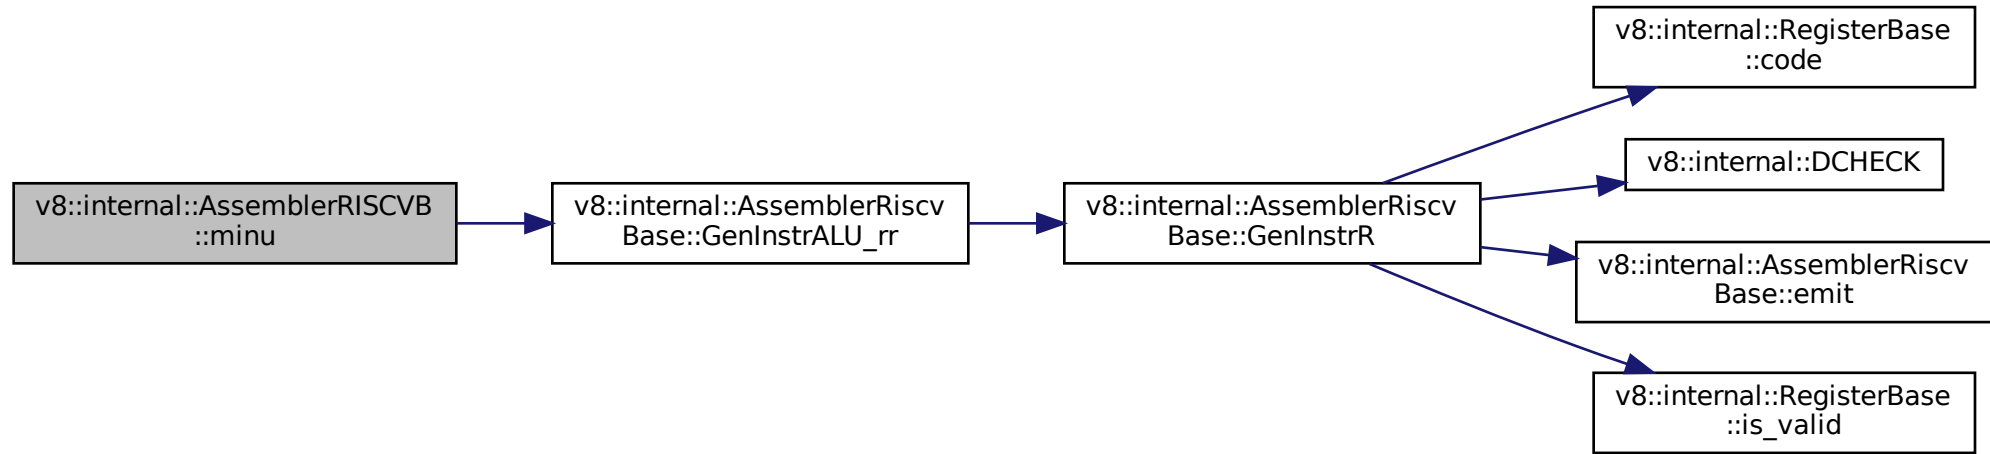 v8::internal::AssemblerRISCVB
::minu
v8::internal::AssemblerRiscv
Base::GenInstrALU_rr
v8::internal::AssemblerRiscv
Base::GenInstrR
v8::internal::RegisterBase
::code
v8::internal::DCHECK
v8::internal::AssemblerRiscv
Base::emit
v8::internal::RegisterBase
::is_valid